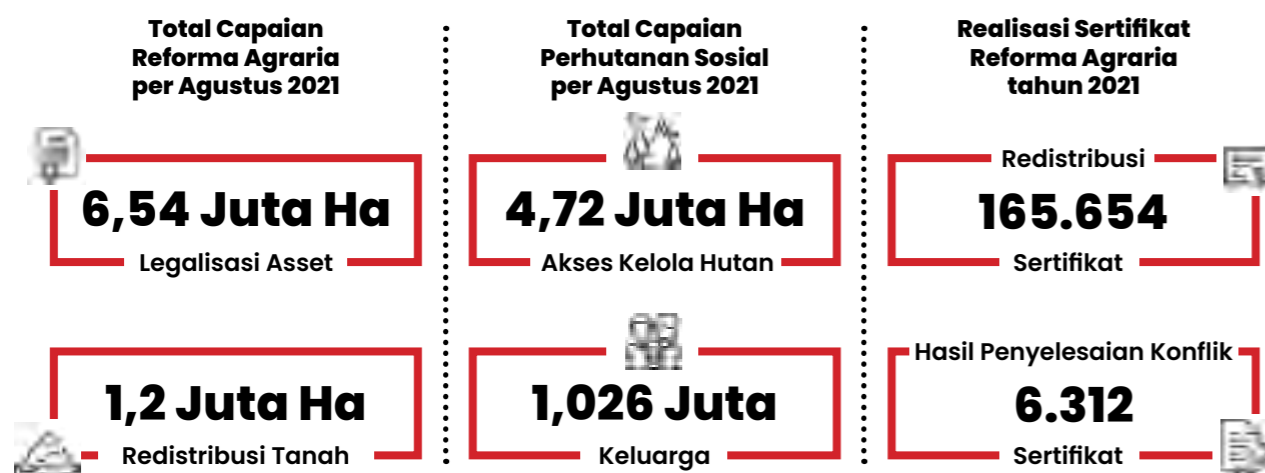 Total Capaian
Reforma Agraria
per Agustus 2021
6,54 Juta Ha
Legalisasi Asset
1,2 Juta Ha
Redistribusi Tanah
Total Capaian
Perhutanan Sosial
per Agustus 2021
4,72 Juta Ha
Akses Kelola Hutan
1,026 Juta
Keluarga
Realisasi Sertifikat
Reforma Agraria
tahun 2021
Redistribusi
165.654
Sertifikat
Hasil Penyelesaian Konflik
6.312
Sertifikat